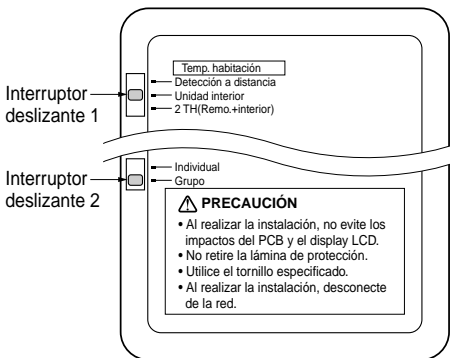 Temp. habitación
Detección a distancia
Interruptor deslizante 1
Unidad interior
2 TH(Remo.+interior)
Individual
Interruptor deslizante 2
Grupo
PRECAUCIÓN
• Al realizar la instalación, no evite los
impactos del PCB y el display LCD.
• No retire la lámina de protección.
• Utilice el tornillo especificado.
• Al realizar la instalación, desconecte
de la red.